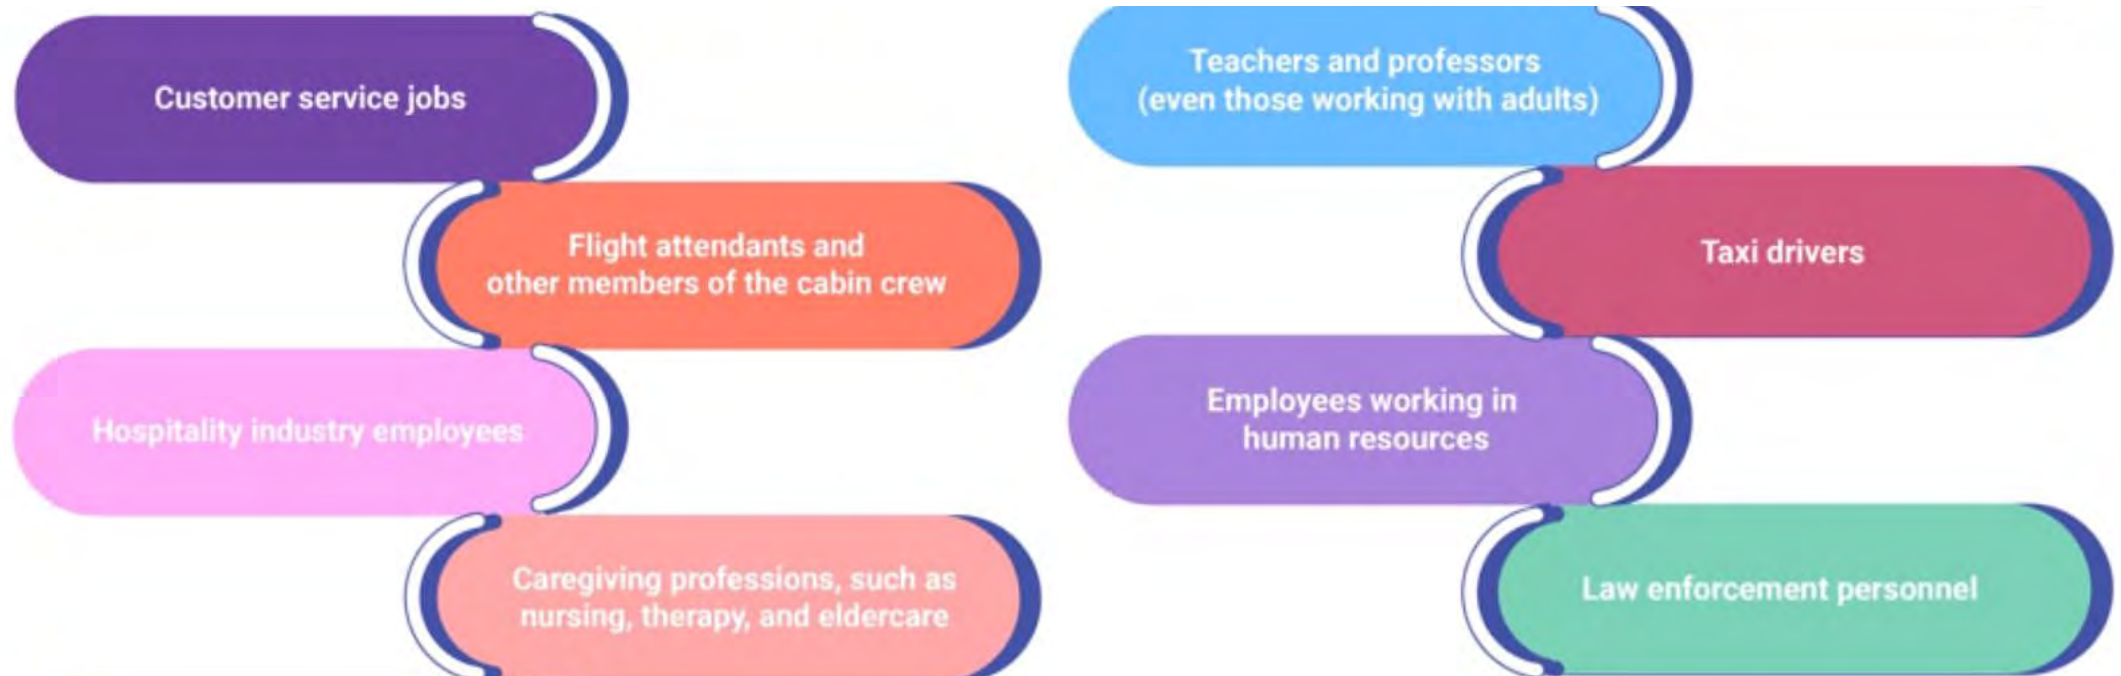 Customer service jobs
Flight attendants and
other members of the cabin crew
Hospitality industry employees
Caregiving professions, such as
nursing, therapy, and eldercare
Teachers and professors
(even those working with adults)
Taxi drivers
Employees working in
human resources
Law enforcement personnel